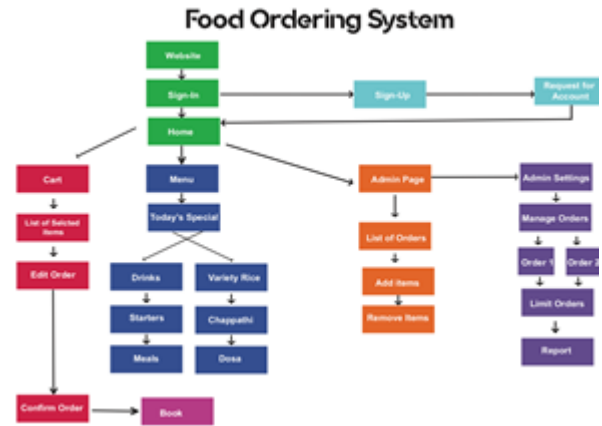 Food Ordering System
Website
Sign-In
Sign-Up
Request for
Account
Home
Cart
Menu
Admin Page
Admin Settings
List of Selcted
Items
Today's Special
Manage Orders
List of Orders
Order 1
Order 2
Edit Order
Drinks
Variety Rice
Add items
Starters
Chappathi
Remove Items
Limit Orders
Meals
Dosa
Report
Confirm Order
Book